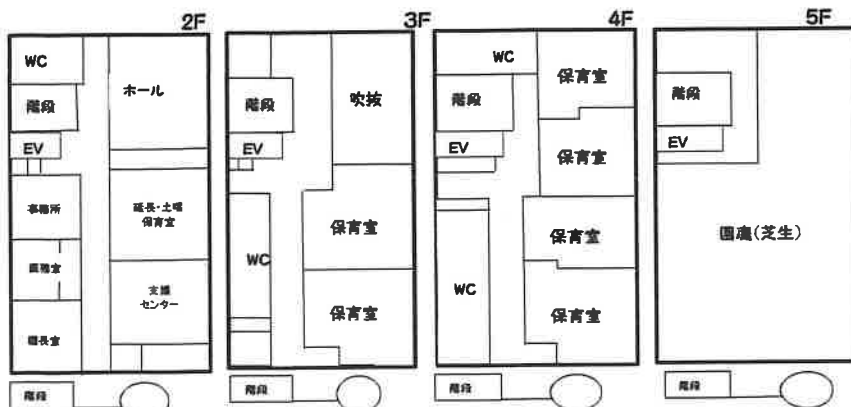 2F
WC
ホール
階段
EV
事務所
延長・土曜
保育室
医務室
支援
センター
園長室
階段
3F
階段
吹抜
EV
保育室
WC
保育室
階段
4F
WC
保育室
階段
EV
保育室
保育室
WC
保育室
階段
5F
階段
EV
園庭(芝生)
階段